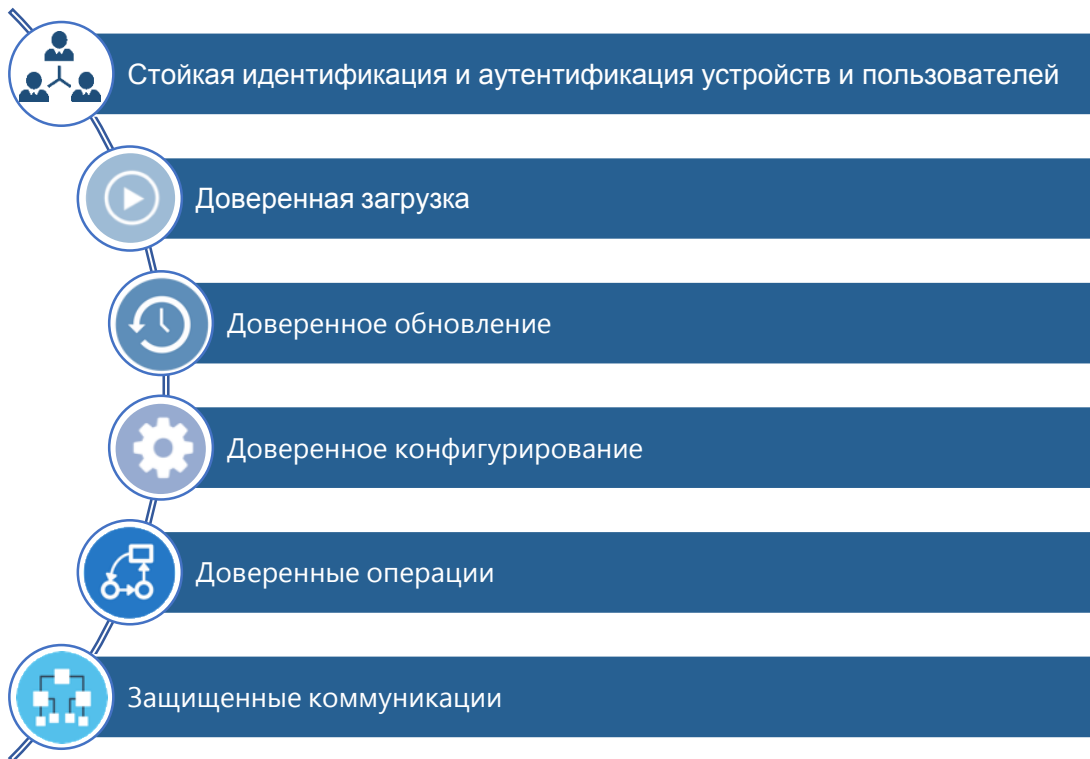 Стойкая идентификация и аутентификация устройств и пользователей
Доверенная загрузка
Доверенное обновление
Доверенное конфигурирование
Доверенные операции
Защищенные коммуникации